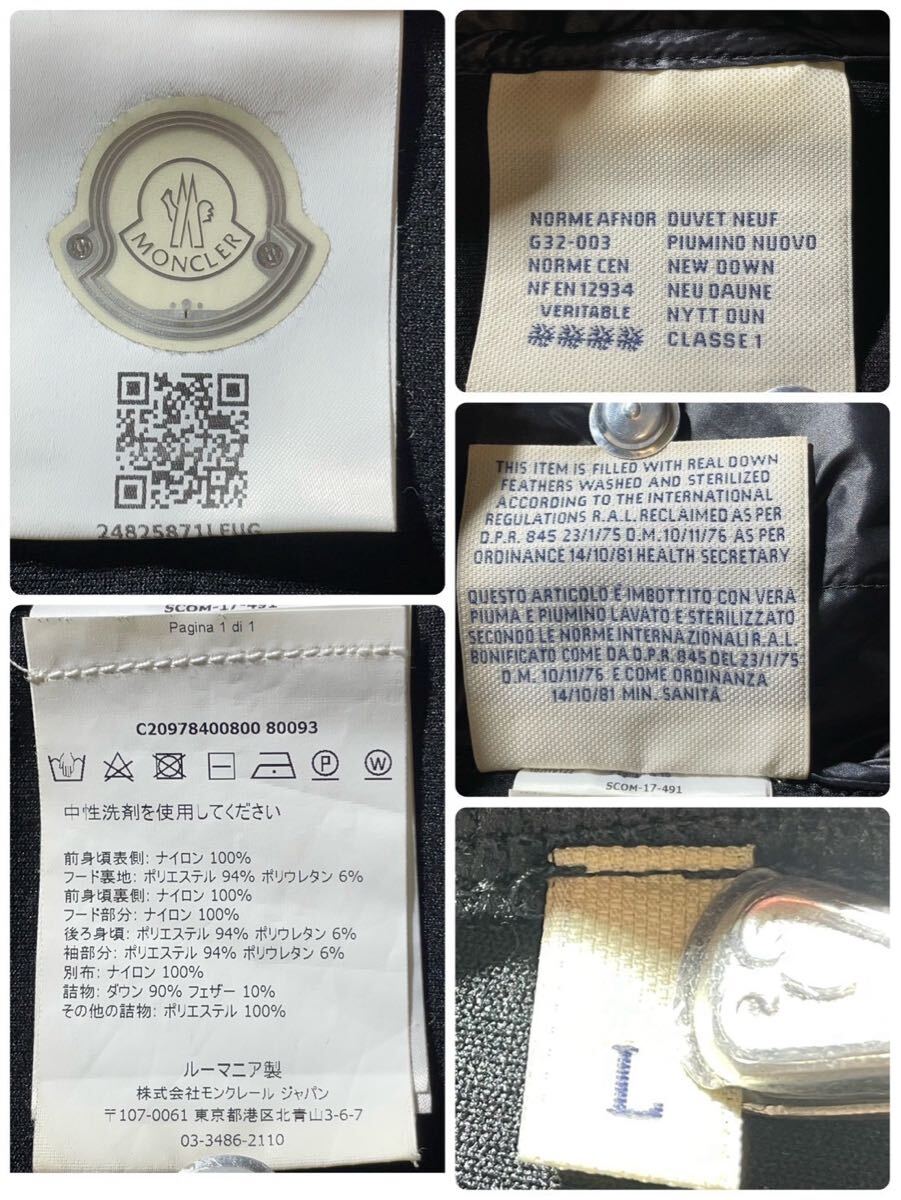 MONCLER
24825871LEUG
NORME AFNOR DUVET NEUF
G32-003 PIUMINO NUOVO
NORME CEN NEW DOWN
NF EN 12934 NEU DAUNE
VERITABLE NYTT DUN
CLASSE 1
THIS ITEM IS FILLED WITH REAL DOWN
FEATHERS WASHED AND STERILIZED
ACCORDING TO THE INTERNATIONAL
REGULATIONS R.A.L. RECLAIMED AS PER
D.P.R. 845 23/1/75 D.M. 10/11/76 AS PER
ORDINANCE 14/10/81 HEALTH SECRETARY
QUESTO ARTICOLO É IMBOTTITO CON VERA
PIUMA E PIUMINO LAVATO E STERILIZZATO
SECONDO LE NORME INTERNAZIONALI R.A.L.
BONIFICATO COME DA D.P.R. 845 DEL 23/1/75
D.M. 10/11/76 E COME ORDINANZA
14/10/81 MIN. SANITÁ
SCOM-17-491
SCOM-17-491
Pagina 1 di 1
C20978400800 80093
P W
中性洗剤を使用してください
前身頃表側: ナイロン 100%
フード裏地: ポリエステル 94% ポリウレタン 6%
前身頃裏側: ナイロン 100%
フード部分: ナイロン 100%
後ろ身頃: ポリエステル 94% ポリウレタン 6%
袖部分: ポリエステル 94% ポリウレタン 6%
別布: ナイロン 100%
詰物: ダウン 90% フェザー 10%
その他の詰物: ポリエステル 100%
ルーマニア製
株式会社モンクレール ジャパン
〒107-0061 東京都港区北青山3-6-7
03-3486-2110
L